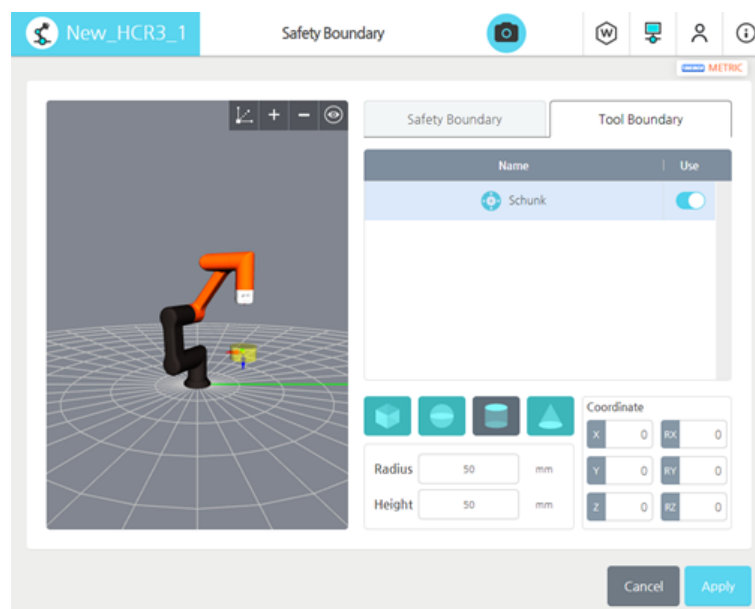 New_HCR3_1
Safety Boundary
W
METRIC
Safety Boundary
Tool Boundary
Name
Use
Schunk
Coordinate
X 0 RX 0
Radius 50 mm
Y 0 RY 0
Height 50 mm
Z 0 RZ 0
Cancel
Apply